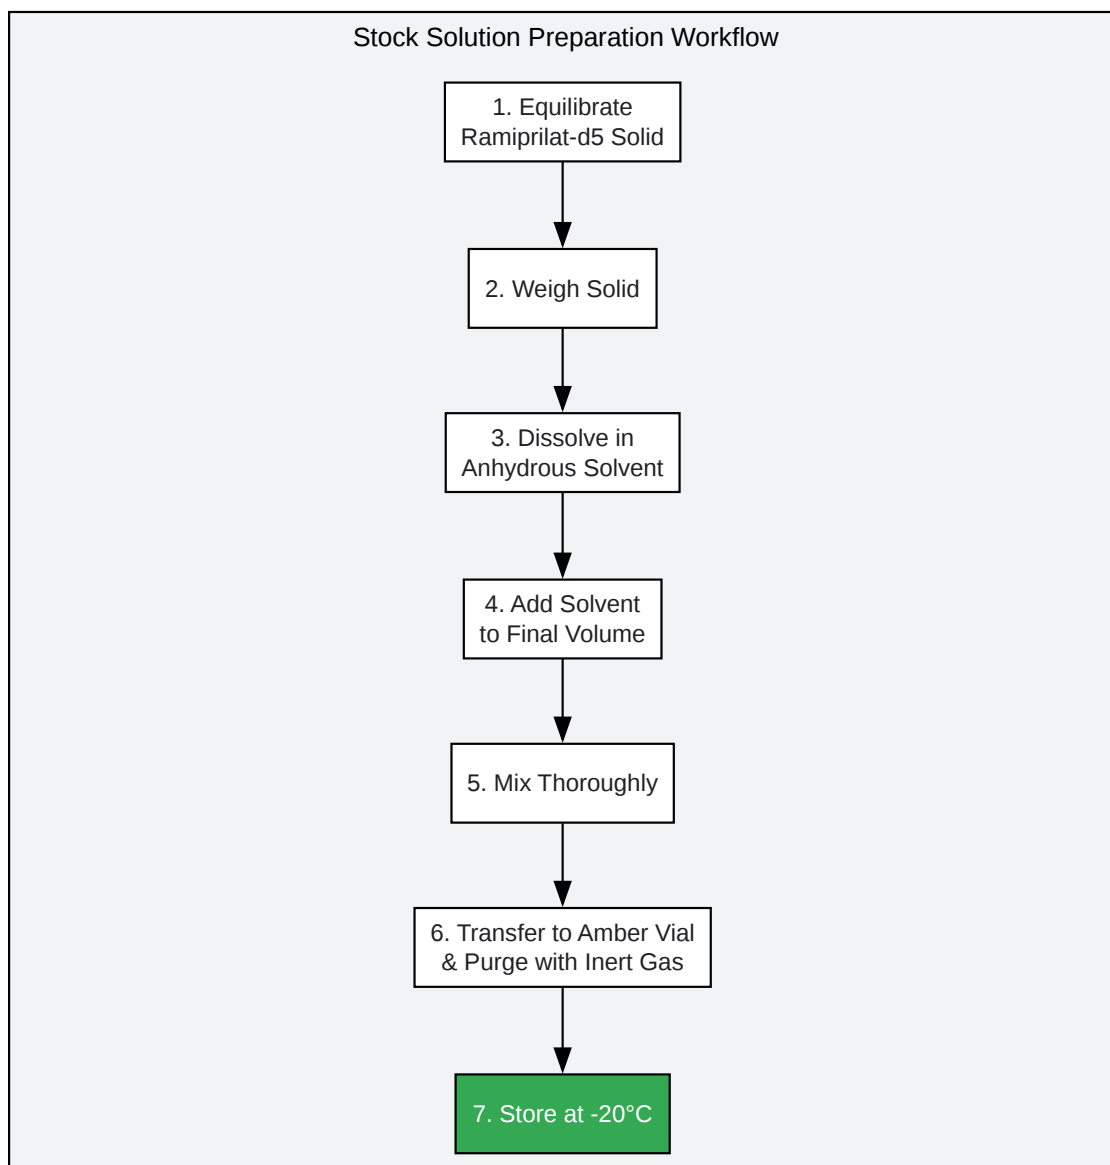 Stock Solution Preparation Workflow
1. Equilibrate
Ramiprilat-d5 Solid
2. Weigh Solid
3. Dissolve in
Anhydrous Solvent
4. Add Solvent
to Final Volume
5. Mix Thoroughly
6. Transfer to Amber Vial
& Purge with Inert Gas
7. Store at -20°C